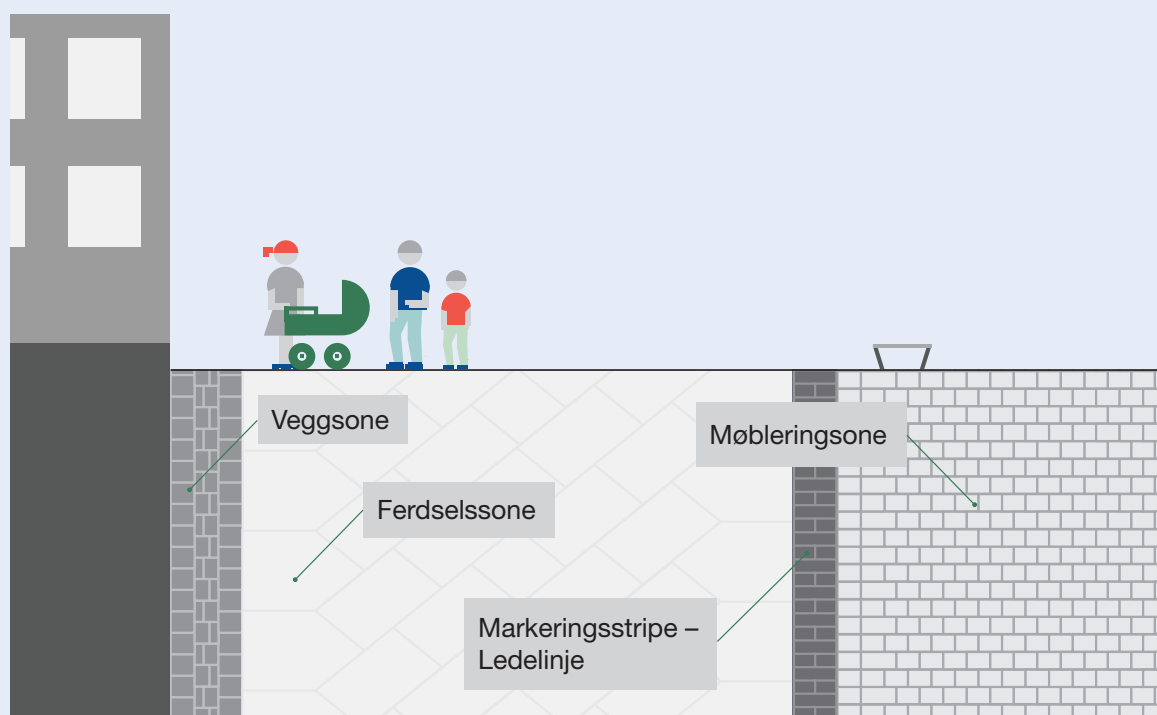 Veggsone
Møbleringsone
Ferdselssone
Markeringsstripe –
Ledelinje